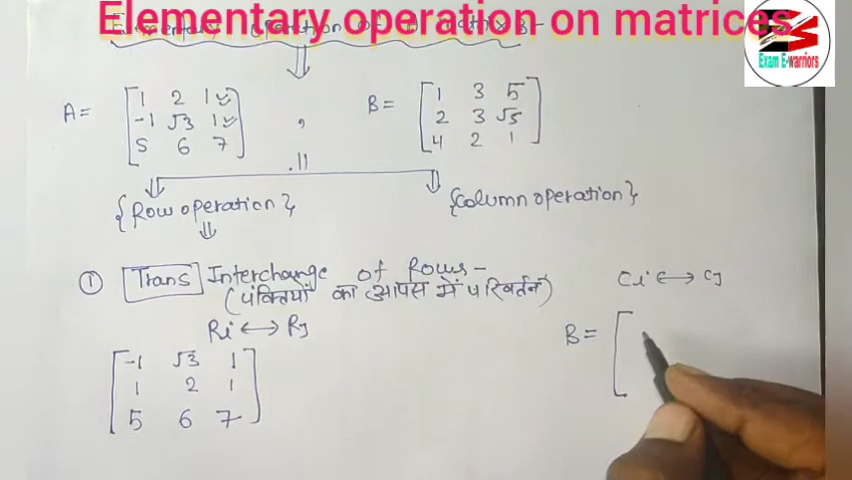 Elementary operation on matrices
Exam E-warriors
A = [1 2 1
-1 √3 1
5 6 7]
,
B = [1 3 5
2 3 √5
4 2 1]
{Row operation}
{Column operation}
① Trans Interchange of Rows -
(पंक्तियों का आपस में परिवर्तन)
Ri ⟷ Rj
Ci ⟷ Cj
[-1 √3 1
1 2 1
5 6 7]
B = [